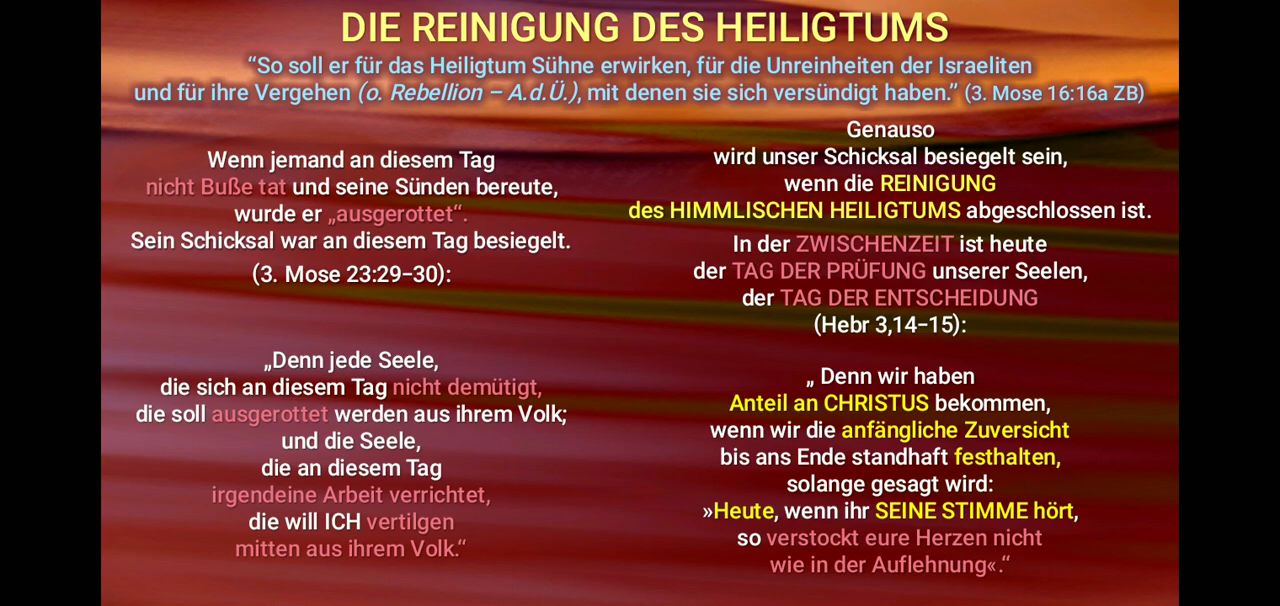 DIE REINIGUNG DES HEILIGTUMS
“So soll er für das Heiligtum Sühne erwirken, für die Unreinheiten der Israeliten
und für ihre Vergehen (o. Rebellion – A.d.Ü.), mit denen sie sich versündigt haben.” (3. Mose 16:16a ZB)
Wenn jemand an diesem Tag
nicht Buße tat und seine Sünden bereute,
wurde er „ausgerottet“.
Sein Schicksal war an diesem Tag besiegelt.
(3. Mose 23:29–30):
„Denn jede Seele,
die sich an diesem Tag nicht demütigt,
die soll ausgerottet werden aus ihrem Volk;
und die Seele,
die an diesem Tag
irgendeine Arbeit verrichtet,
die will ICH vertilgen
mitten aus ihrem Volk.“
Genauso
wird unser Schicksal besiegelt sein,
wenn die REINIGUNG
des HIMMLISCHEN HEILIGTUMS abgeschlossen ist.
In der ZWISCHENZEIT ist heute
der TAG DER PRÜFUNG unserer Seelen,
der TAG DER ENTSCHEIDUNG
(Hebr 3,14–15):
„ Denn wir haben
Anteil an CHRISTUS bekommen,
wenn wir die anfängliche Zuversicht
bis ans Ende standhaft festhalten,
solange gesagt wird:
»Heute, wenn ihr SEINE STIMME hört,
so verstockt eure Herzen nicht
wie in der Auflehnung«.“